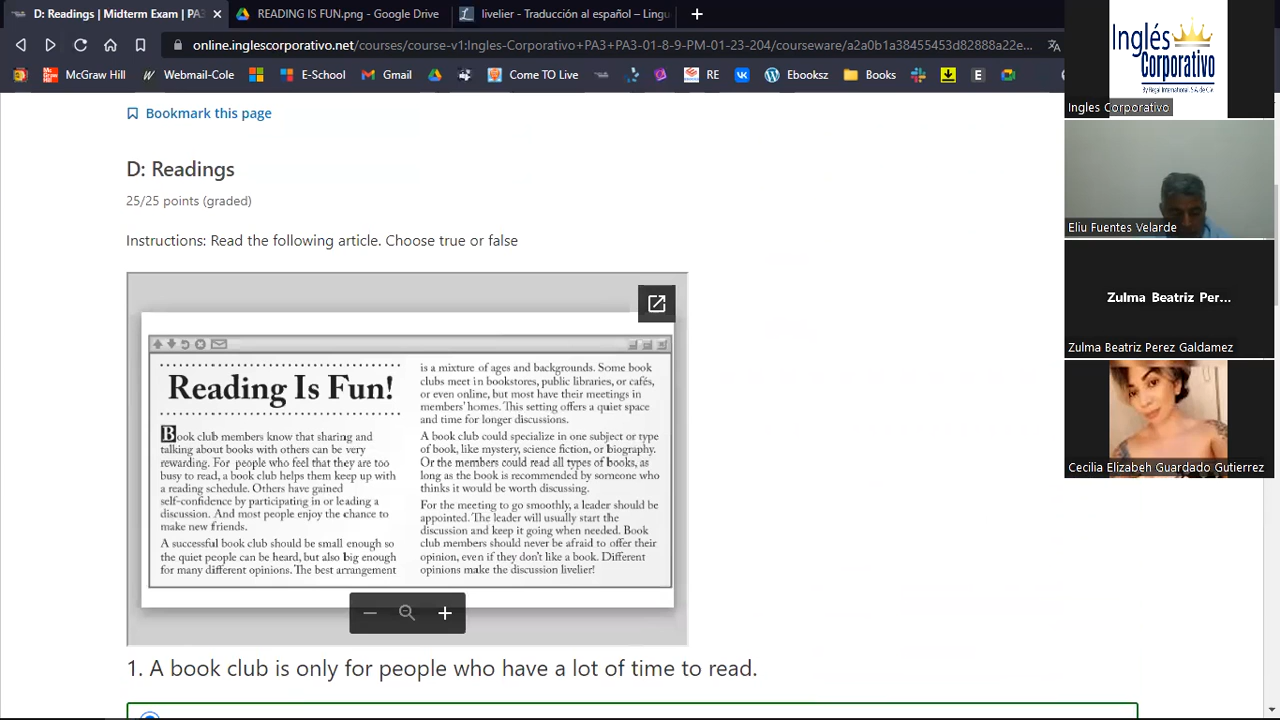 D: Readings | Midterm Exam | PA3
READING IS FUN.png - Google Drive
livelier - Traducción al español – Lingu
online.inglescorporativo.net/courses/course-v1:Ingles-Corporativo+PA3+PA3-01-8-9-PM-01-23-204/courseware/a2a0b1a38455453d82888a22e...
McGraw Hill
Webmail-Cole
E-School
Gmail
Come TO Live
RE
Ebooksz
Books
Inglés
Corporativo
By Regal International, S.A. de C.V.
Ingles Corporativo
Eliu Fuentes Velarde
Zulma Beatriz Per...
Zulma Beatriz Perez Galdamez
Cecilia Elizabeh Guardado Gutierrez
Bookmark this page
D: Readings
25/25 points (graded)
Instructions: Read the following article. Choose true or false
Reading Is Fun!
Book club members know that sharing and
talking about books with others can be very
rewarding. For people who feel that they are too
busy to read, a book club helps them keep up with
a reading schedule. Others have gained
self-confidence by participating in or leading a
discussion. And most people enjoy the chance to
make new friends.
A successful book club should be small enough so
the quiet people can be heard, but also big enough
for many different opinions. The best arrangement
is a mixture of ages and backgrounds. Some book
clubs meet in bookstores, public libraries, or cafés,
or even online, but most have their meetings in
members' homes. This setting offers a quiet space
and time for longer discussions.
A book club could specialize in one subject or type
of book, like mystery, science fiction, or biography.
Or the members could read all types of books, as
long as the book is recommended by someone who
thinks it would be worth discussing.
For the meeting to go smoothly, a leader should be
appointed. The leader will usually start the
discussion and keep it going when needed. Book
club members should never be afraid to offer their
opinion, even if they don't like a book. Different
opinions make the discussion livelier!
1. A book club is only for people who have a lot of time to read.